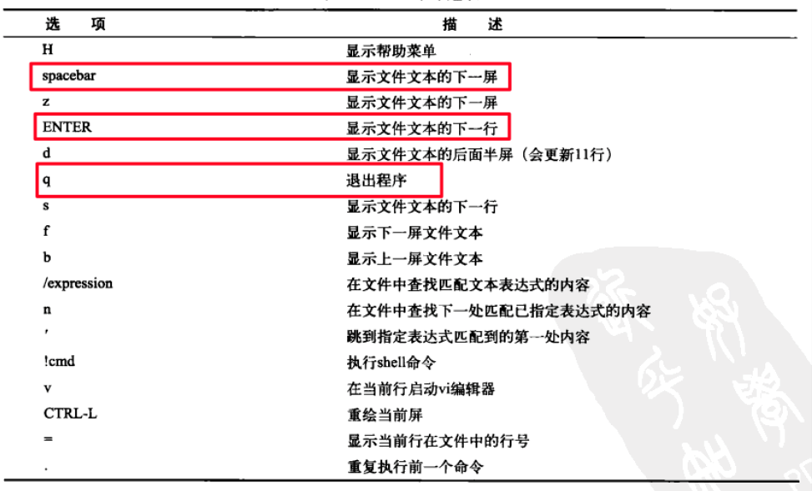 选 项 描 述
H 显示帮助菜单
spacebar 显示文件文本的下一屏
z 显示文件文本的下一屏
ENTER 显示文件文本的下一行
d 显示文件文本的后面半屏（会更新11行）
q 退出程序
s 显示文件文本的下一行
f 显示下一屏文件文本
b 显示上一屏文件文本
/expression 在文件中查找匹配文本表达式的内容
n 在文件中查找下一处匹配已指定表达式的内容
' 跳到指定表达式匹配到的第一处内容
!cmd 执行shell命令
v 在当前行启动vi编辑器
CTRL-L 重绘当前屏
= 显示当前行在文件中的行号
. 重复执行前一个命令